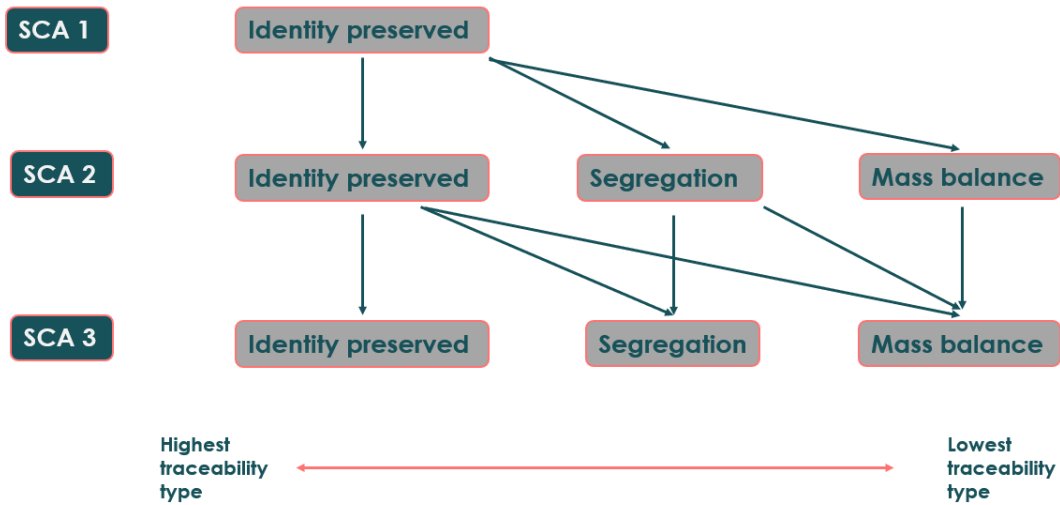 SCA 1
Identity preserved
SCA 2
Identity preserved
Segregation
Mass balance
SCA 3
Identity preserved
Segregation
Mass balance
Highest
traceability
type
Lowest
traceability
type